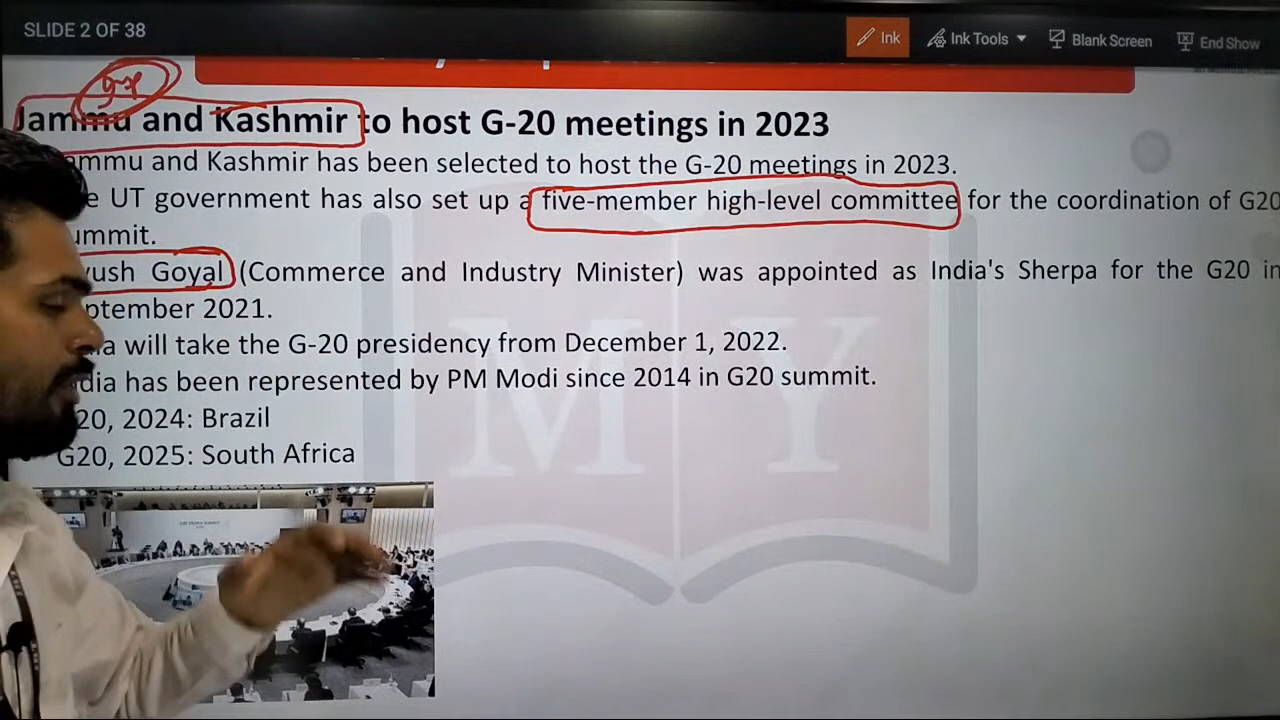 SLIDE 2 OF 38
Ink
Ink Tools
Blank Screen
End Show
Jammu and Kashmir to host G-20 meetings in 2023
ammu and Kashmir has been selected to host the G-20 meetings in 2023.
e UT government has also set up a five-member high-level committee for the coordination of G20
ummit.
yush Goyal (Commerce and Industry Minister) was appointed as India's Sherpa for the G20 in
ptember 2021.
a will take the G-20 presidency from December 1, 2022.
dia has been represented by PM Modi since 2014 in G20 summit.
20, 2024: Brazil
G20, 2025: South Africa
M Y